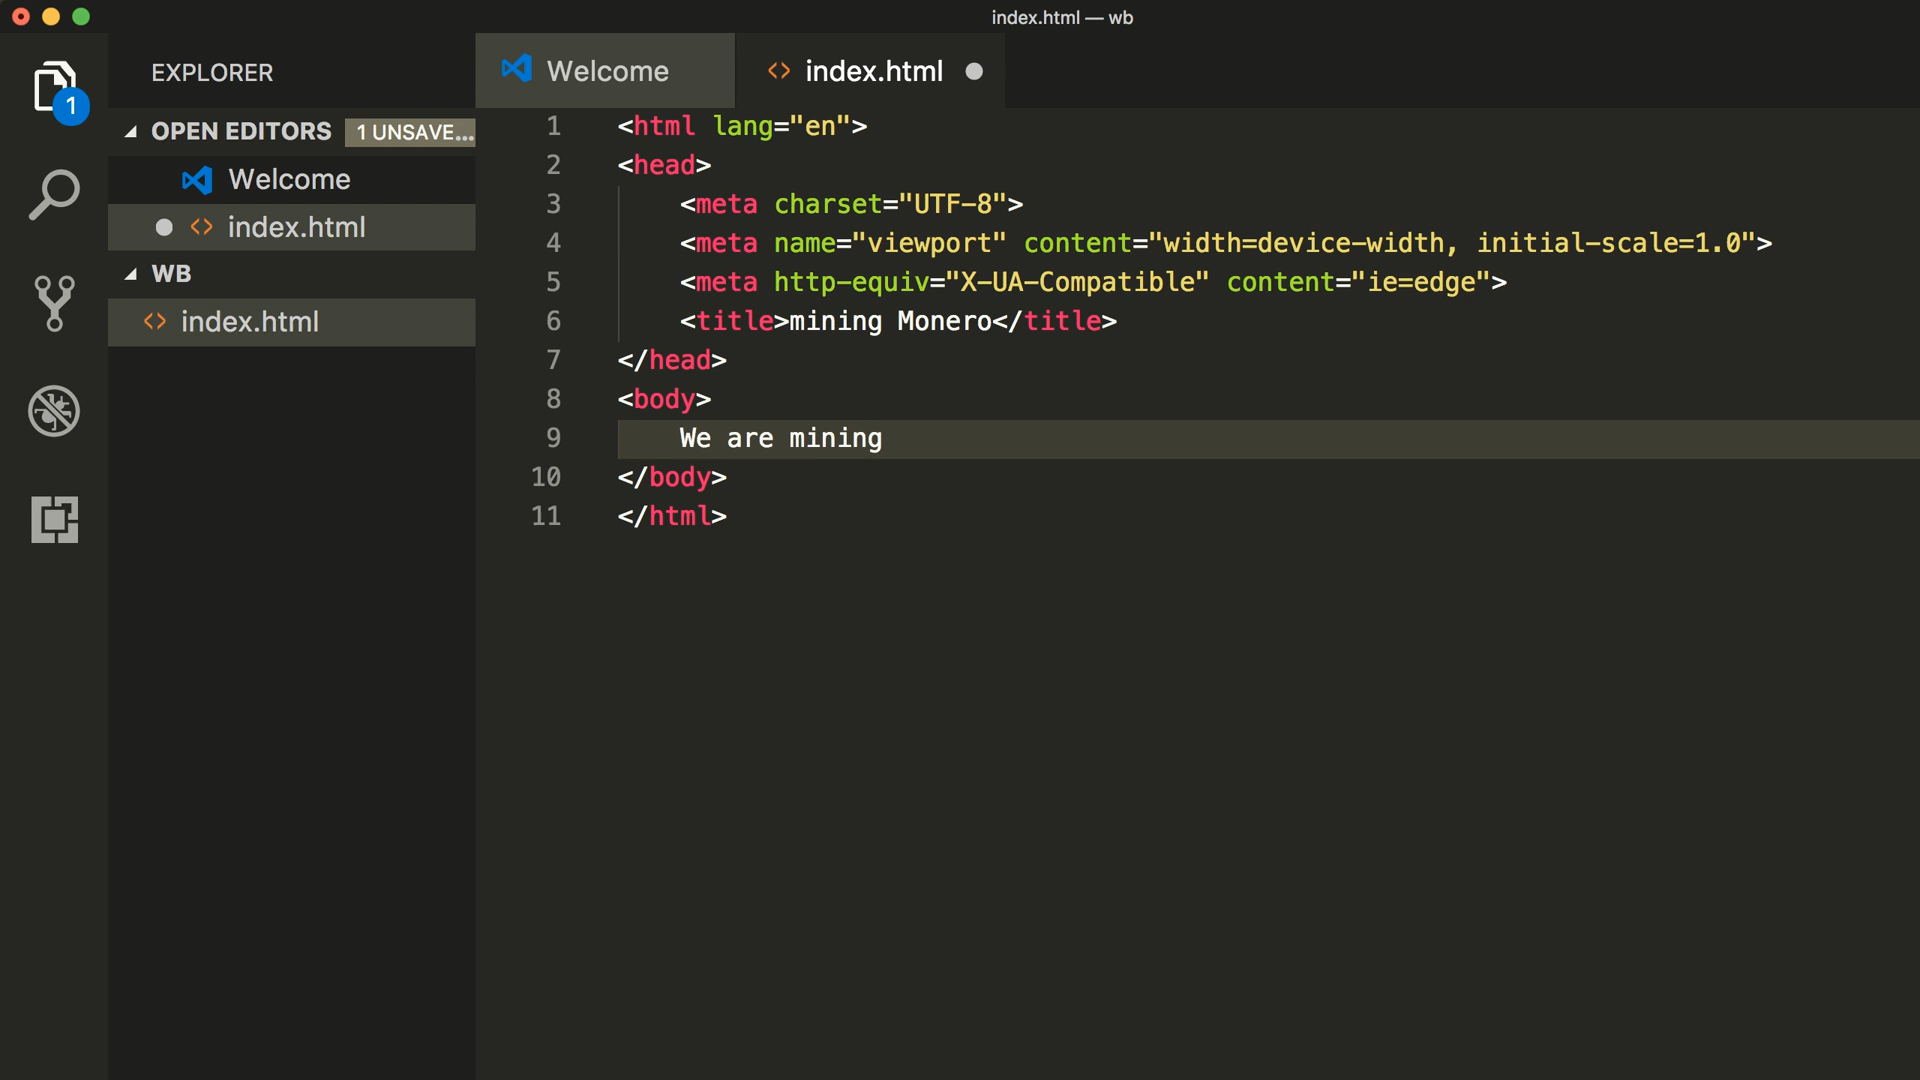 index.html — wb
EXPLORER
OPEN EDITORS 1 UNSAVE...
Welcome
index.html
WB
index.html
1
Welcome
<> index.html
1 <html lang="en">
2 <head>
3 <meta charset="UTF-8">
4 <meta name="viewport" content="width=device-width, initial-scale=1.0">
5 <meta http-equiv="X-UA-Compatible" content="ie=edge">
6 <title>mining Monero</title>
7 </head>
8 <body>
9 We are mining
10 </body>
11 </html>